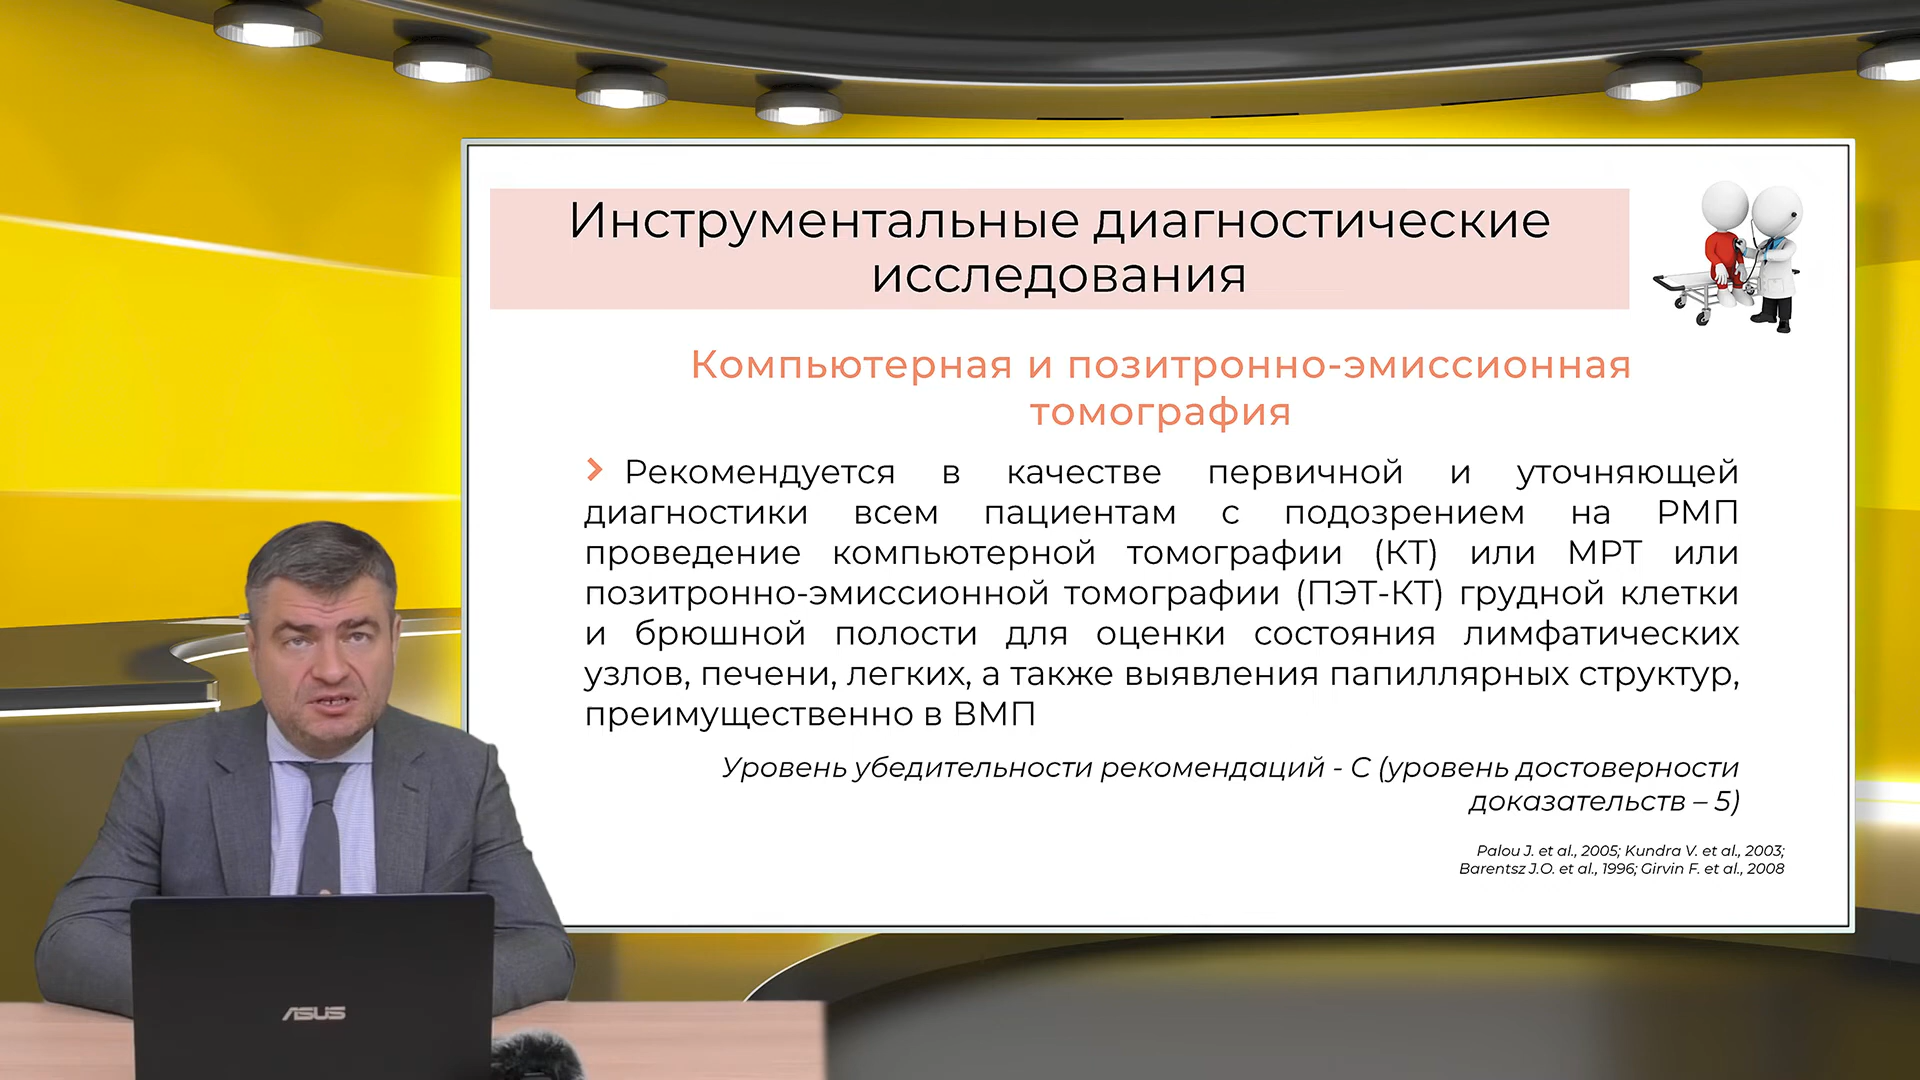 Инструментальные диагностические
исследования
Компьютерная и позитронно-эмиссионная
томография
Рекомендуется в качестве первичной и уточняющей
диагностики всем пациентам с подозрением на РМП
проведение компьютерной томографии (КТ) или МРТ или
позитронно-эмиссионной томографии (ПЭТ-КТ) грудной клетки
и брюшной полости для оценки состояния лимфатических
узлов, печени, легких, а также выявления папиллярных структур,
преимущественно в ВМП
Уровень убедительности рекомендаций - С (уровень достоверности
доказательств – 5)
Palou J. et al., 2005; Kundra V. et al., 2003;
Barentsz J.O. et al., 1996; Girvin F. et al., 2008
ASUS